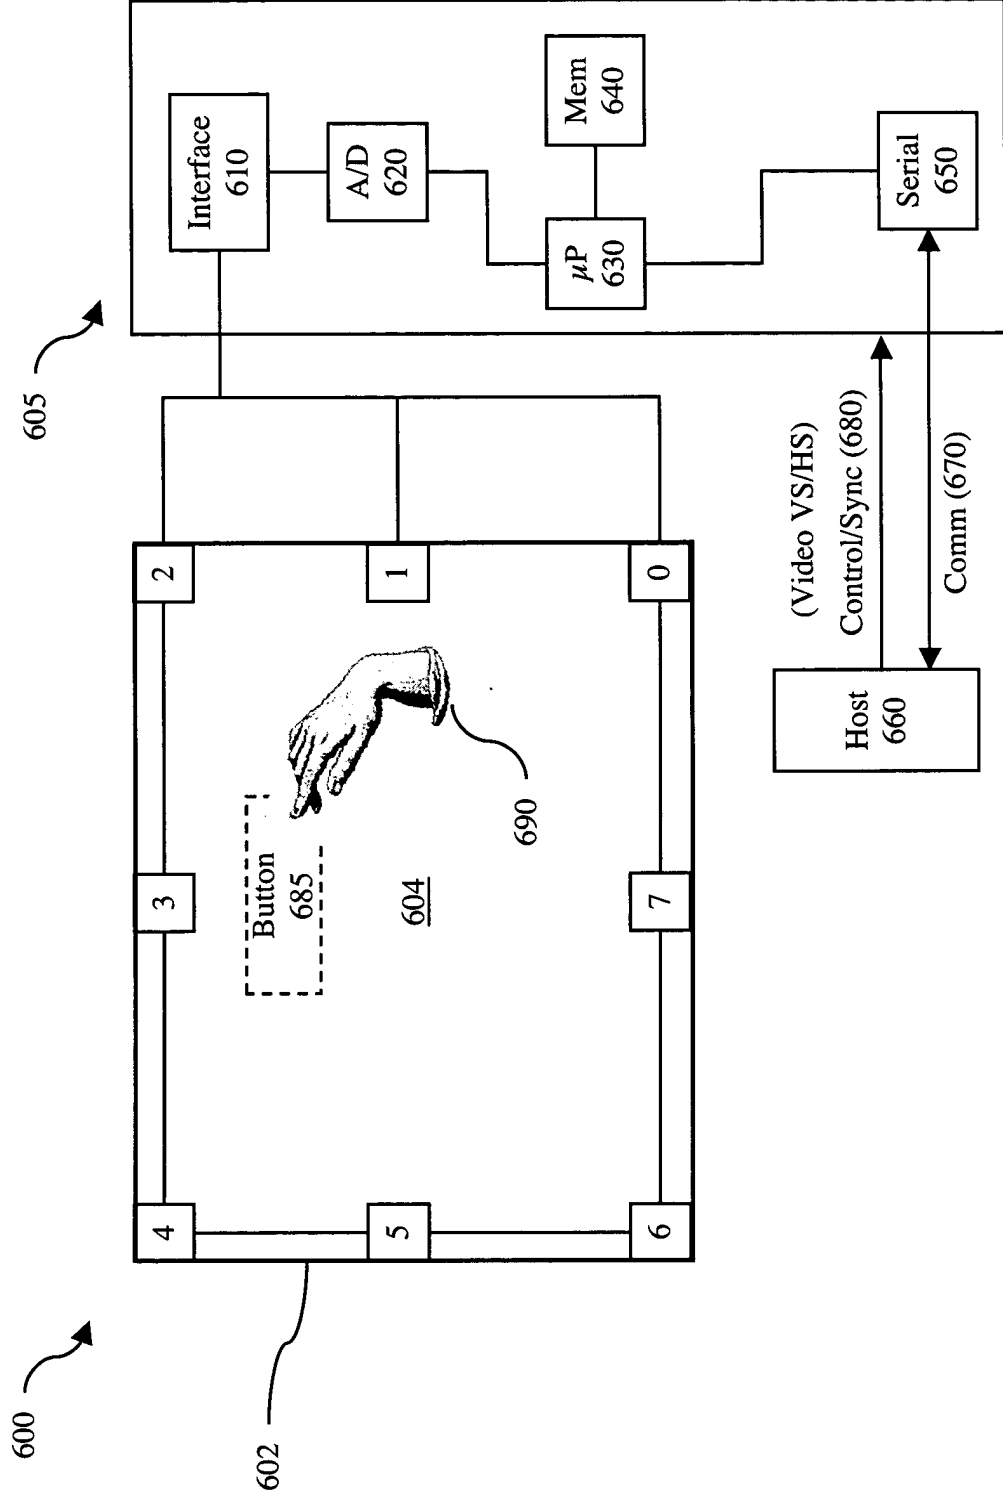 600
602
605
4
3
2
5
1
6
7
0
Button
685
604
690
Interface
610
A/D
620
µP
630
Mem
640
Serial
650
(Video VS/HS)
Control/Sync (680)
Comm (670)
Host
660